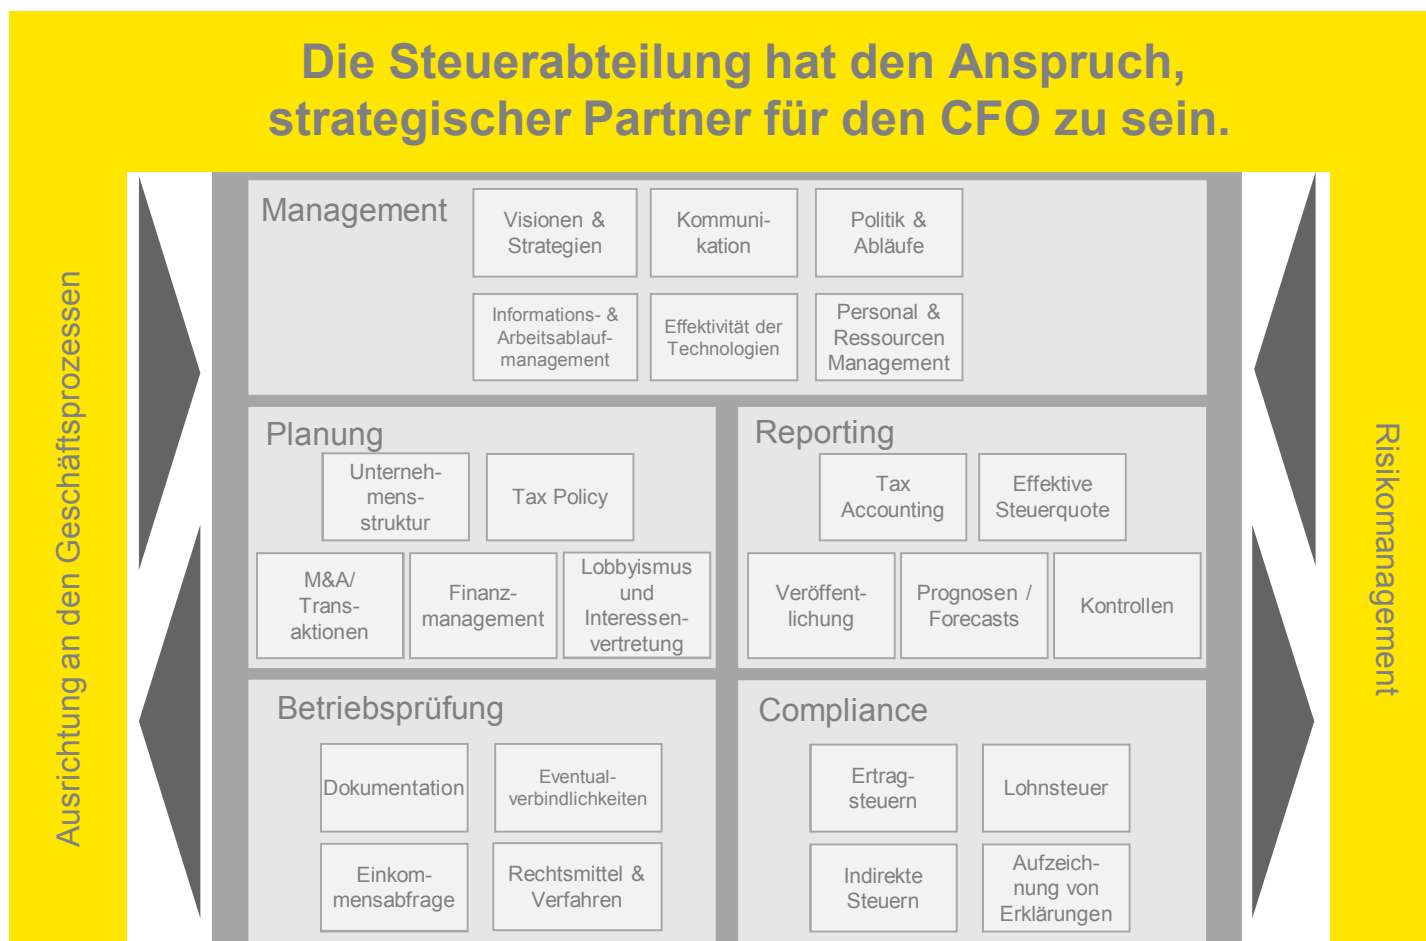 Die Steuerabteilung hat den Anspruch,
strategischer Partner für den CFO zu sein.
Ausrichtung an den Geschäftsprozessen
Management
Visionen &
Strategien
Kommuni-
kation
Politik &
Abläufe
Informations- &
Arbeitsablauf-
management
Effektivität der
Technologien
Personal &
Ressourcen
Management
Planung
Unterneh-
mens-
struktur
Tax Policy
M&A/
Trans-
aktionen
Finanz-
management
Lobbyismus
und
Interessen-
vertretung
Reporting
Tax
Accounting
Effektive
Steuerquote
Veröffent-
lichung
Prognosen /
Forecasts
Kontrollen
Betriebsprüfung
Dokumentation
Eventual-
verbindlichkeiten
Einkom-
mensabfrage
Rechtsmittel &
Verfahren
Compliance
Ertrag-
steuern
Lohnsteuer
Indirekte
Steuern
Aufzeich-
nung von
Erklärungen
Risikomanagement